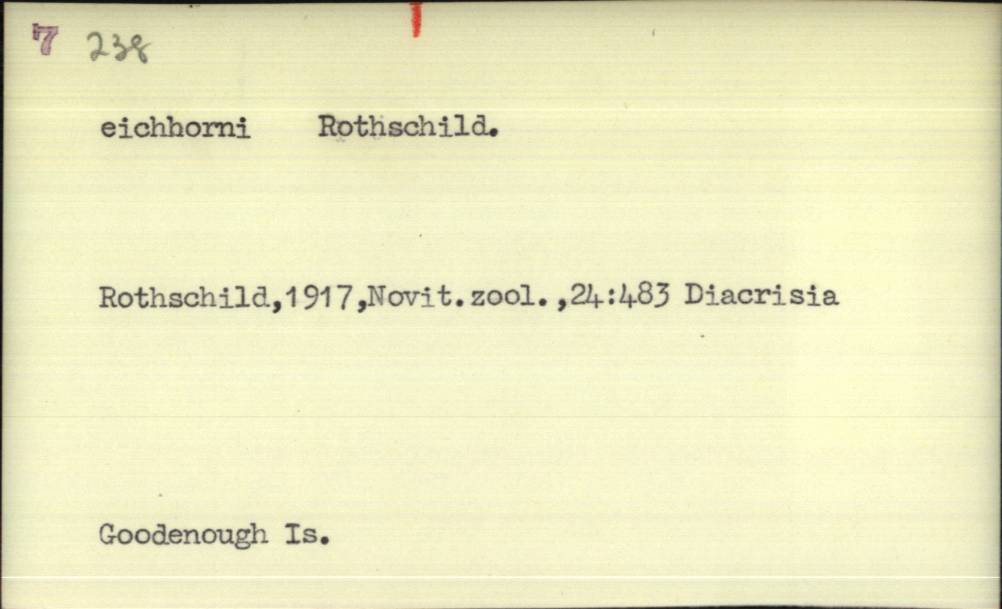 7 238
eichhorni Rothschild.
Rothschild,1917,Novit.zool.,24:483 Diacrisia
Goodenough Is.